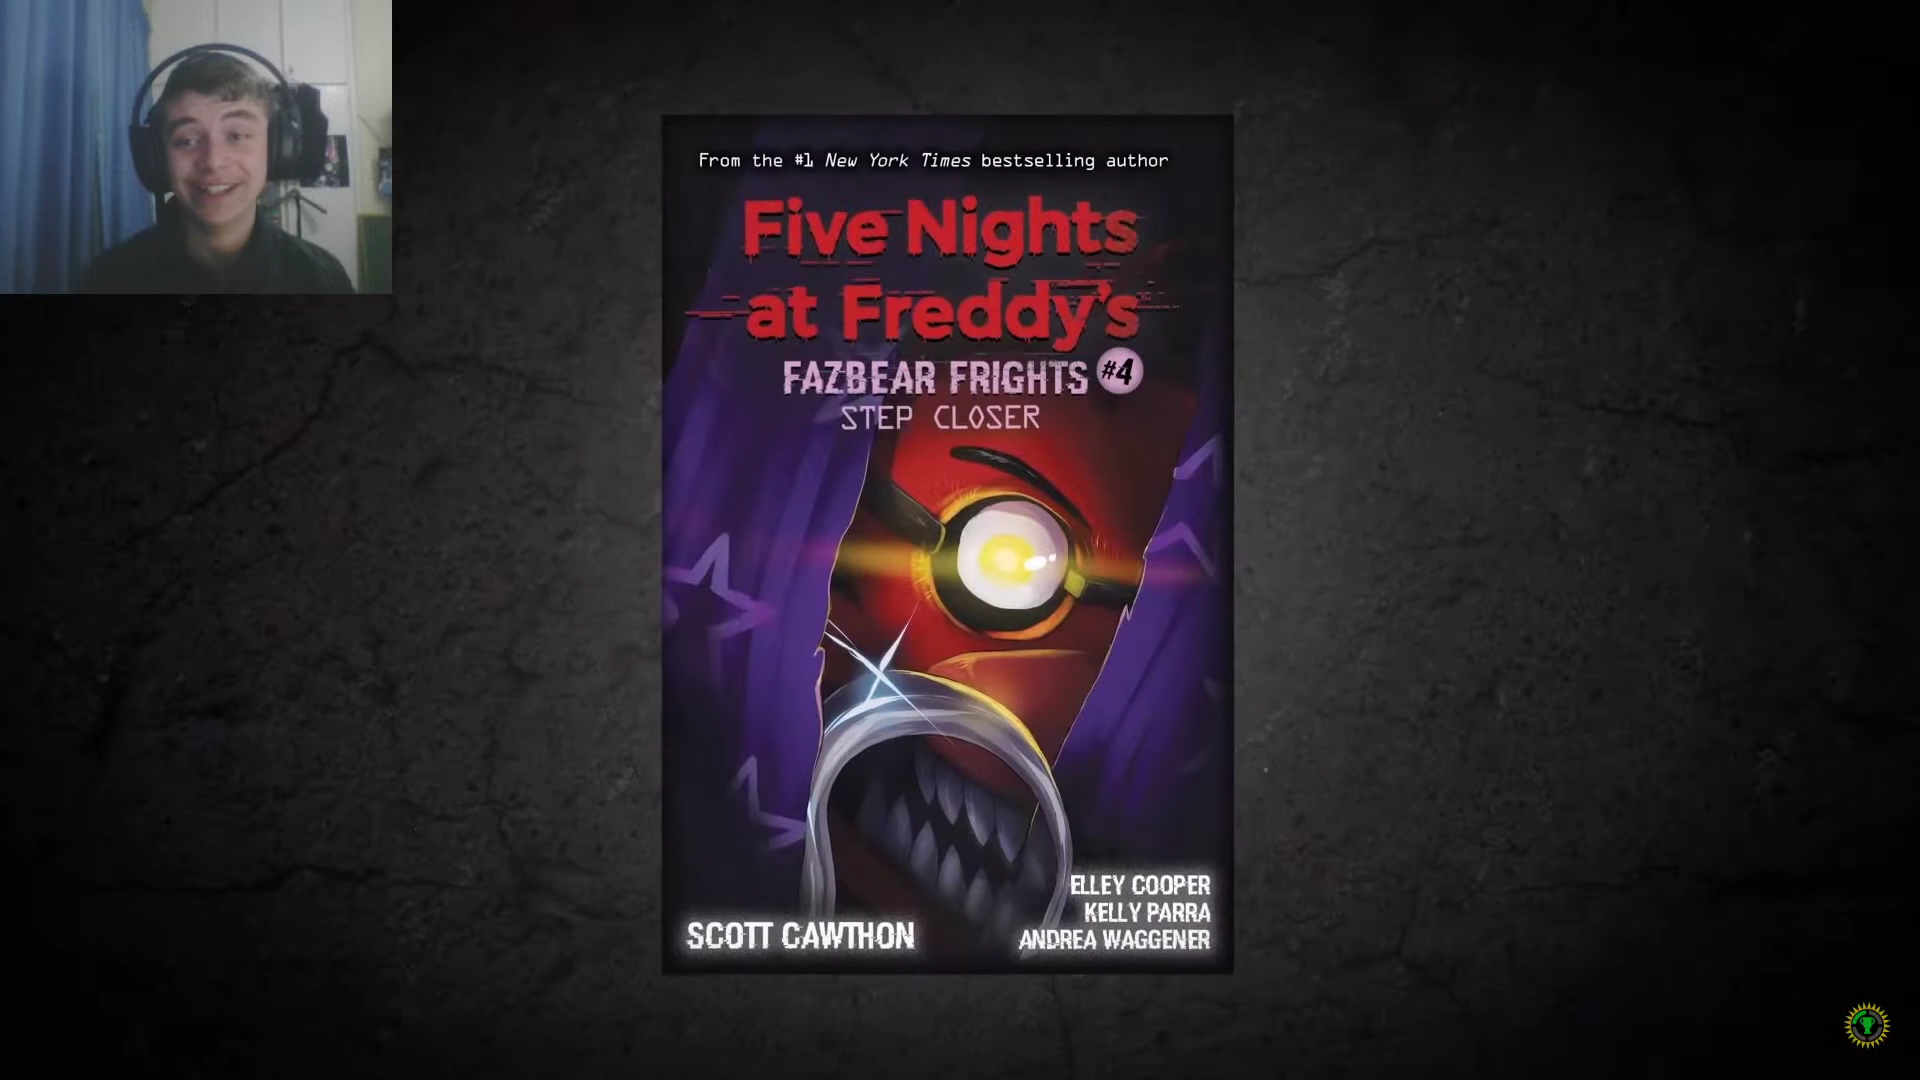 From the #1 New York Times bestselling author
Five Nights
at Freddy's
FAZBEAR FRIGHTS #4
STEP CLOSER
ELLEY COOPER
KELLY PARRA
SCOTT CAWTHON
ANDREA WAGGENER